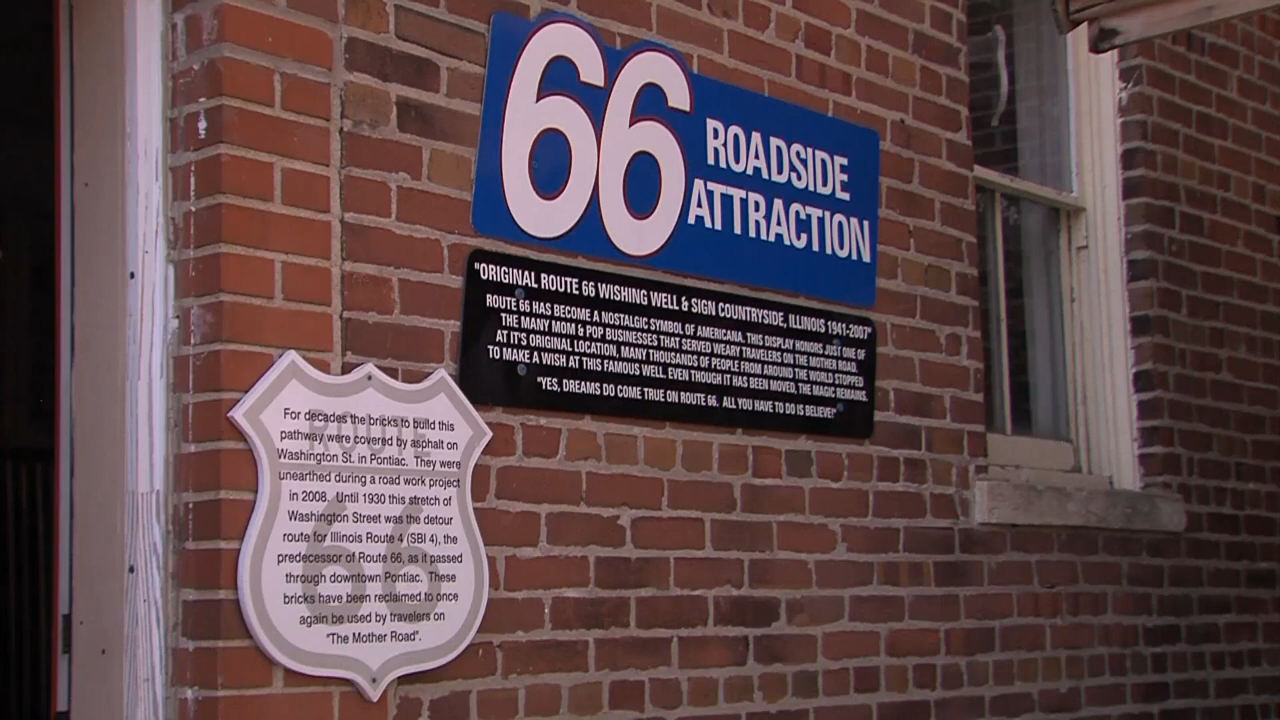 66 ROADSIDE
ATTRACTION
"ORIGINAL ROUTE 66 WISHING WELL & SIGN COUNTRYSIDE, ILLINOIS 1941-2007"
ROUTE 66 HAS BECOME A NOSTALGIC SYMBOL OF AMERICANA. THIS DISPLAY HONORS JUST ONE OF
THE MANY MOM & POP BUSINESSES THAT SERVED WEARY TRAVELERS ON THE MOTHER ROAD.
AT IT'S ORIGINAL LOCATION, MANY THOUSANDS OF PEOPLE FROM AROUND THE WORLD STOPPED
TO MAKE A WISH AT THIS FAMOUS WELL. EVEN THOUGH IT HAS BEEN MOVED, THE MAGIC REMAINS.
"YES, DREAMS DO COME TRUE ON ROUTE 66. ALL YOU HAVE TO DO IS BELIEVE!"
ROUTE
66
For decades the bricks to build this
pathway were covered by asphalt on
Washington St. in Pontiac. They were
unearthed during a road work project
in 2008. Until 1930 this stretch of
Washington Street was the detour
route for Illinois Route 4 (SBI 4), the
predecessor of Route 66, as it passed
through downtown Pontiac. These
bricks have been reclaimed to once
again be used by travelers on
"The Mother Road".